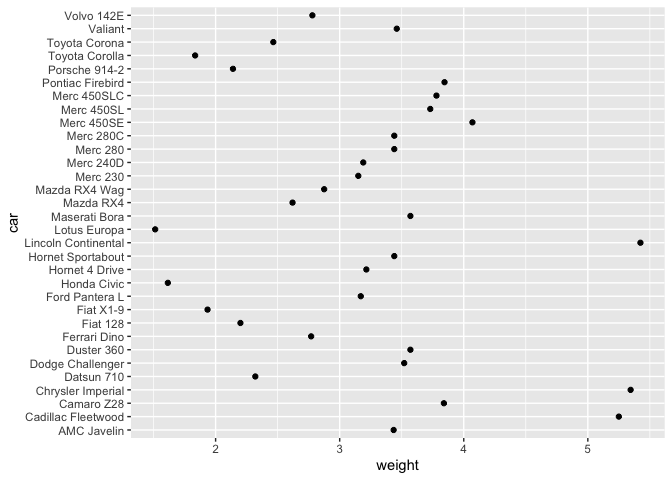 Volvo 142E
Valiant
Toyota Corona
Toyota Corolla
Porsche 914-2
Pontiac Firebird
Merc 450SLC
Merc 450SL
Merc 450SE
Merc 280C
Merc 280
Merc 240D
Merc 230
Mazda RX4 Wag
Mazda RX4
Maserati Bora
Lotus Europa
Lincoln Continental
Hornet Sportabout
Hornet 4 Drive
Honda Civic
Ford Pantera L
Fiat X1-9
Fiat 128
Ferrari Dino
Duster 360
Dodge Challenger
Datsun 710
Chrysler Imperial
Camaro Z28
Cadillac Fleetwood
AMC Javelin
car
2 3 4 5
weight